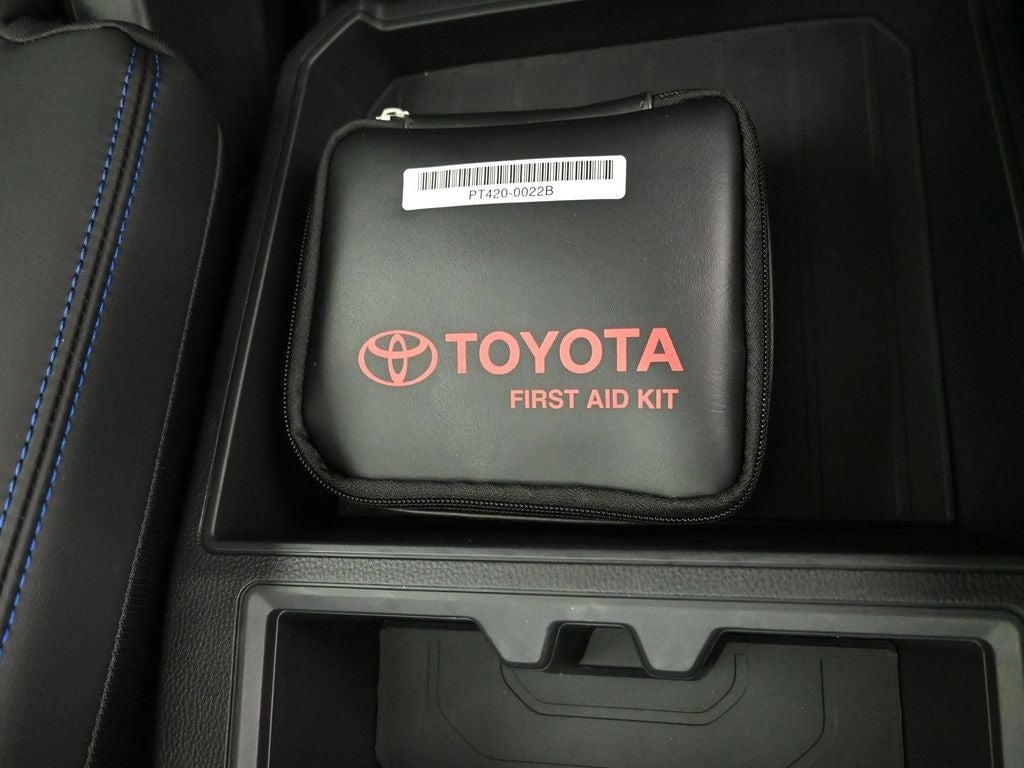 PT420-0022B
TOYOTA
FIRST AID KIT